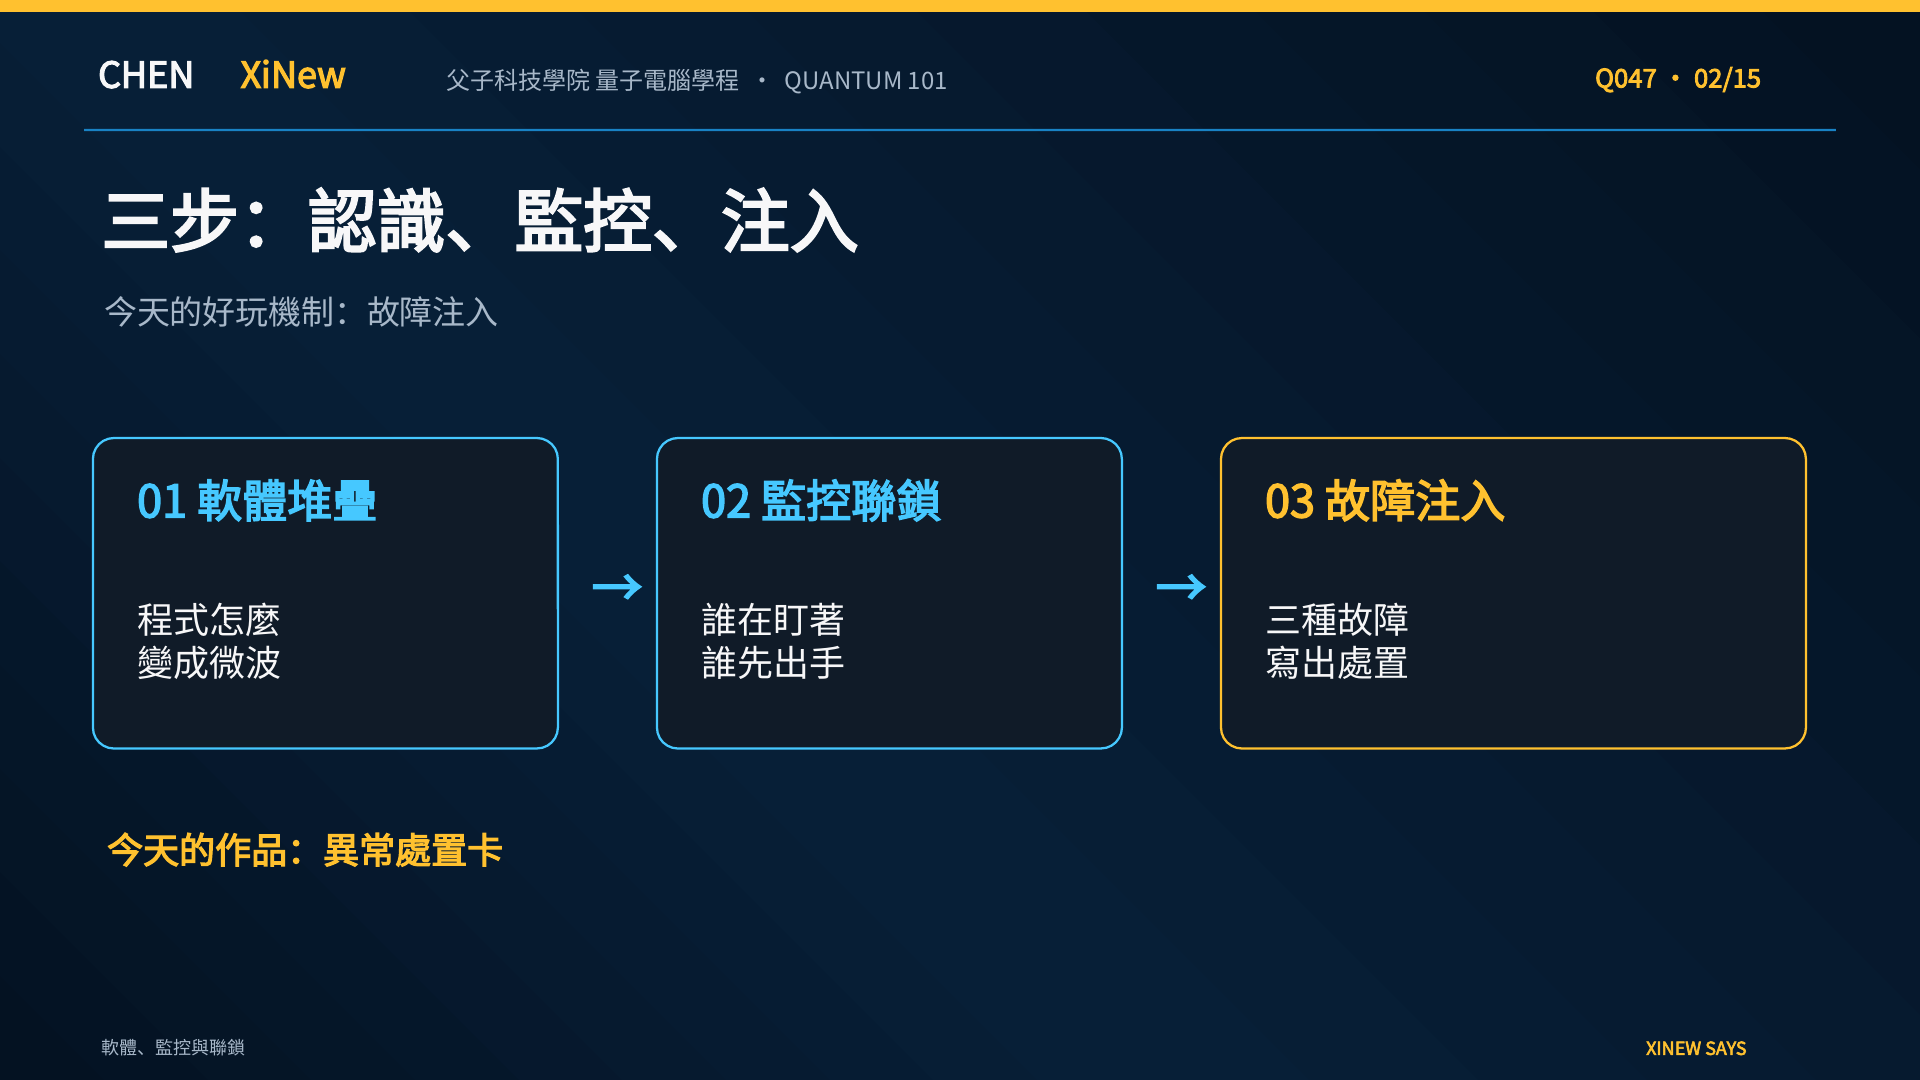 CHEN XiNew 父子科技學院 量子電腦學程 · QUANTUM 101 Q047 · 02/15
三步：認識、監控、注入
今天的好玩機制：故障注入
01 軟體堆疊
程式怎麼
變成微波
→
02 監控聯鎖
誰在盯著
誰先出手
→
03 故障注入
三種故障
寫出處置
今天的作品：異常處置卡
軟體、監控與聯鎖
XINEW SAYS